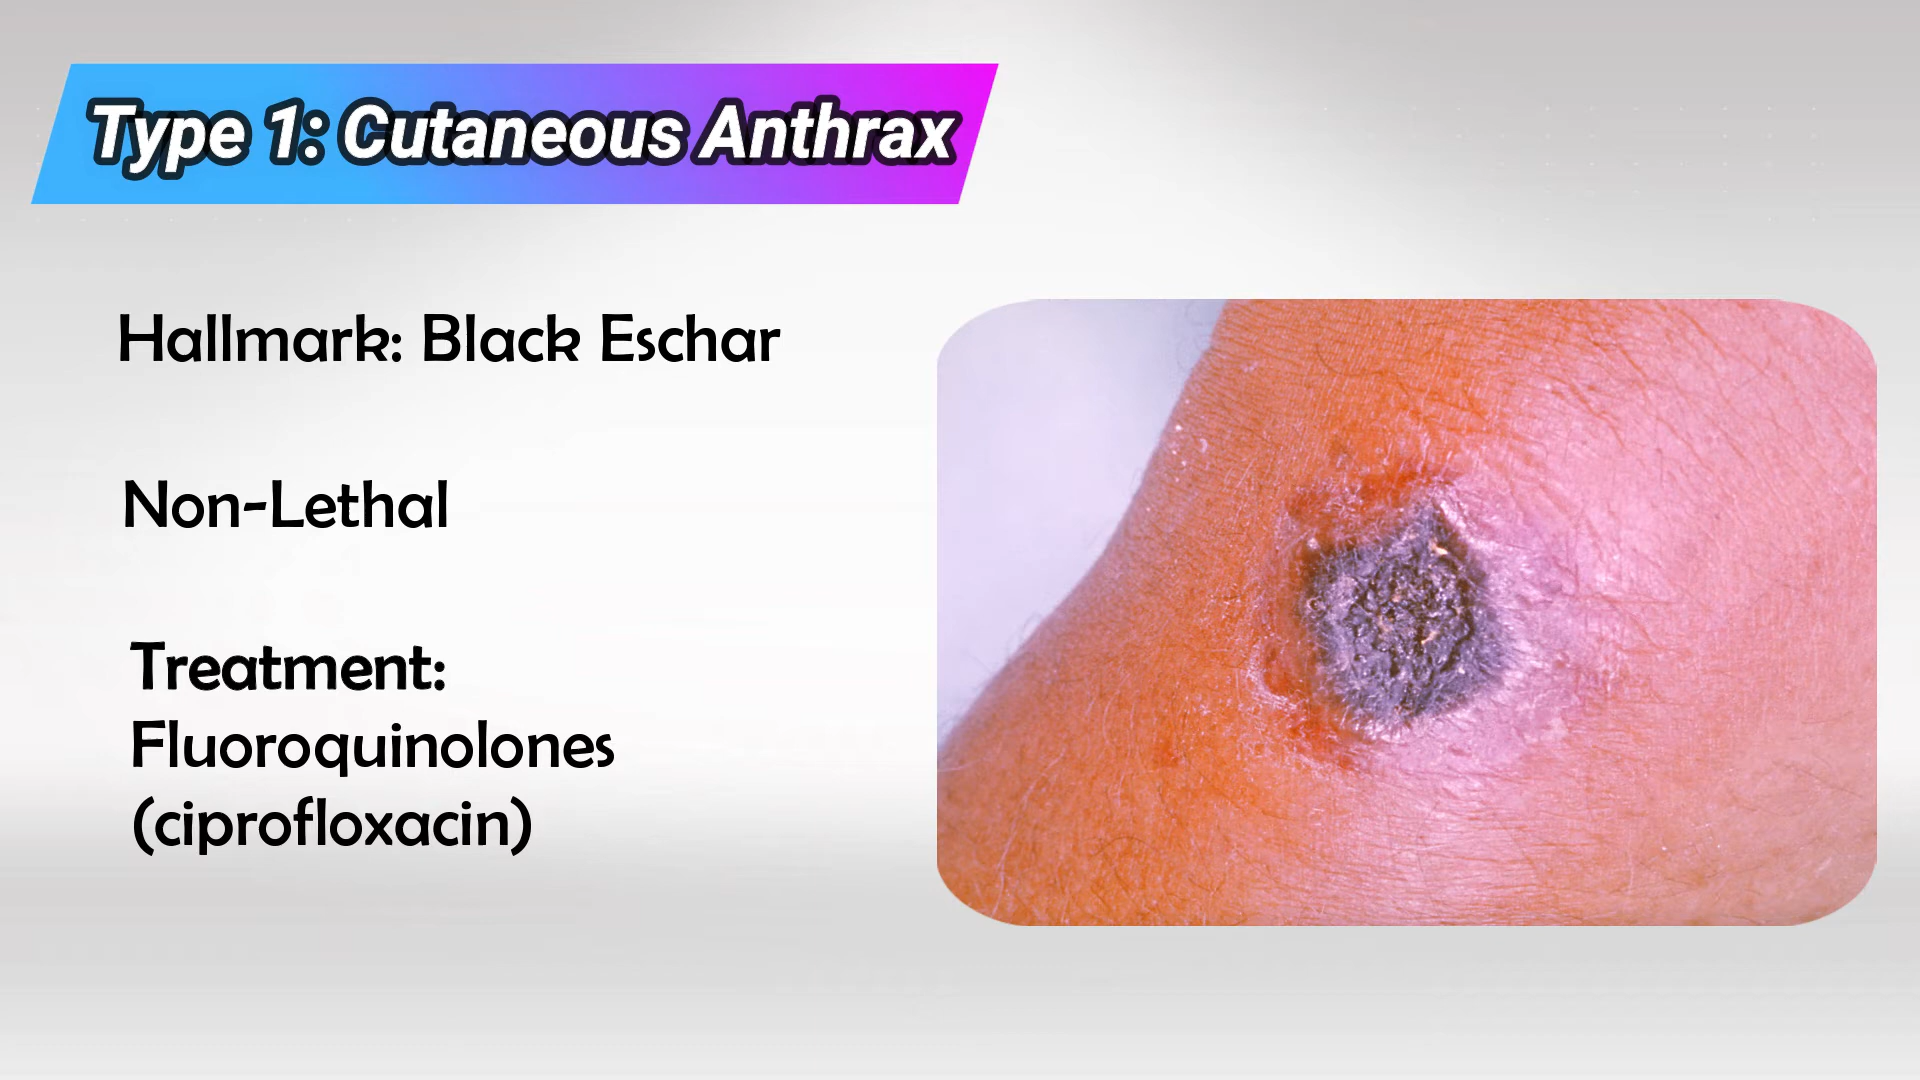 Type 1: Cutaneous Anthrax
Hallmark: Black Eschar
Non-Lethal
Treatment:
Fluoroquinolones
(ciprofloxacin)